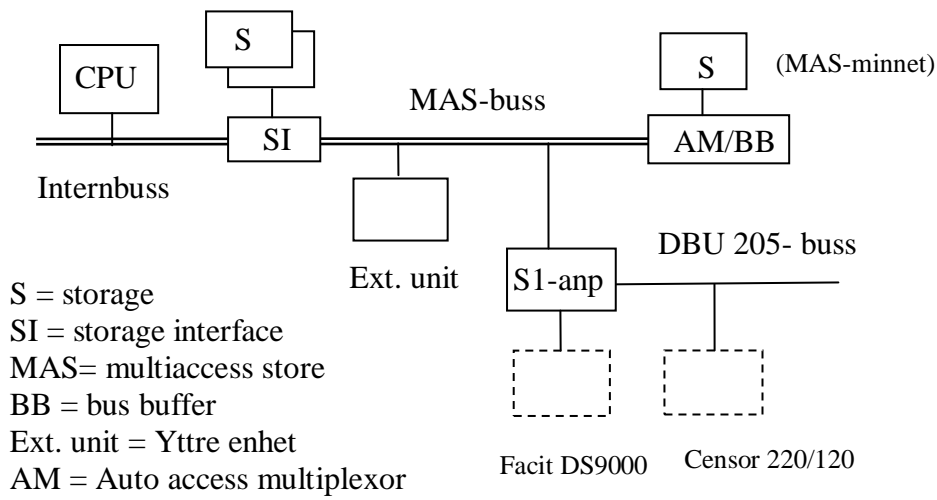 S
S
(MAS-minnet)
CPU
MAS-buss
SI
AM/BB
Internbuss
DBU 205- buss
Ext. unit
S1-anp
S = storage
SI = storage interface
MAS= multiaccess store
BB = bus buffer
Ext. unit = Yttre enhet
AM = Auto access multiplexor
Facit DS9000
Censor 220/120